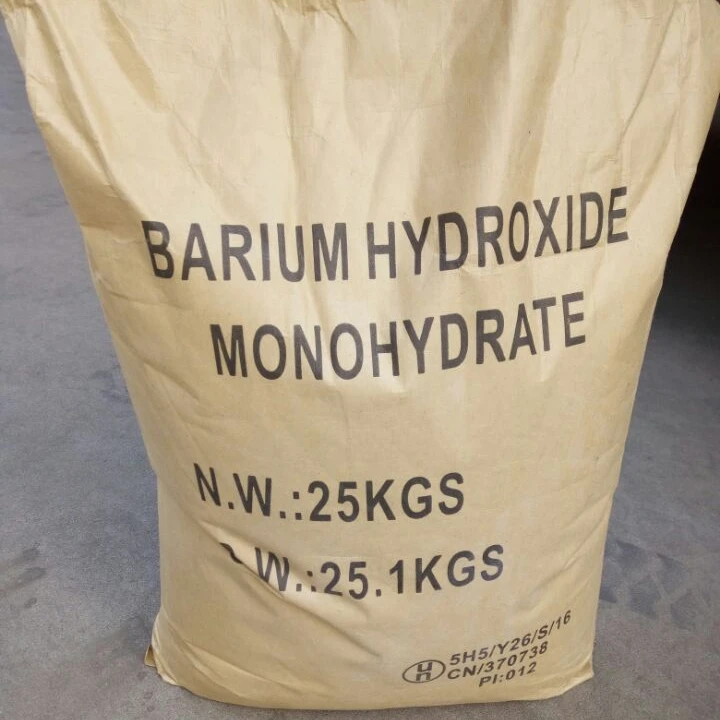 BARIUM HYDROXIDE
MONOHYDRATE
N.W.:25KGS
W.:25.1KGS
5H5/Y26/S/16
CN/370738
PI:012